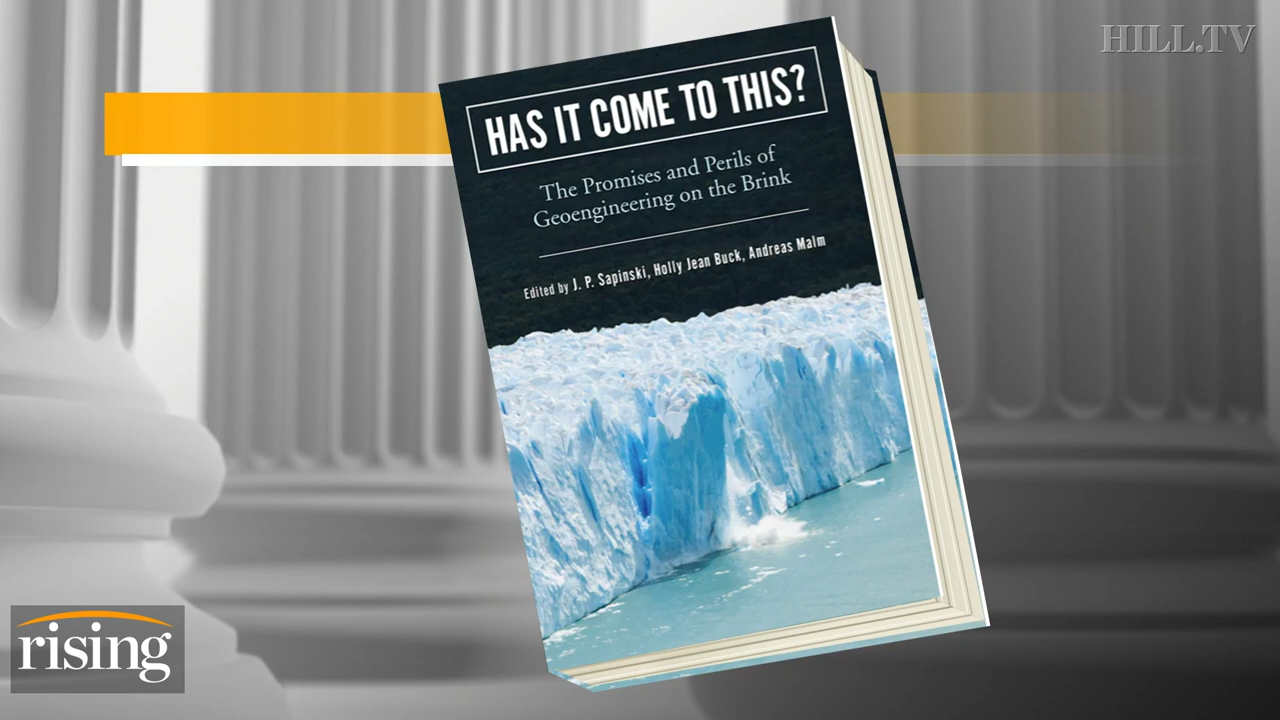 HILL.TV
HAS IT COME TO THIS?
The Promises and Perils of
Geoengineering on the Brink
Edited by J. P. Sapinski, Holly Jean Buck, Andreas Malm
rising